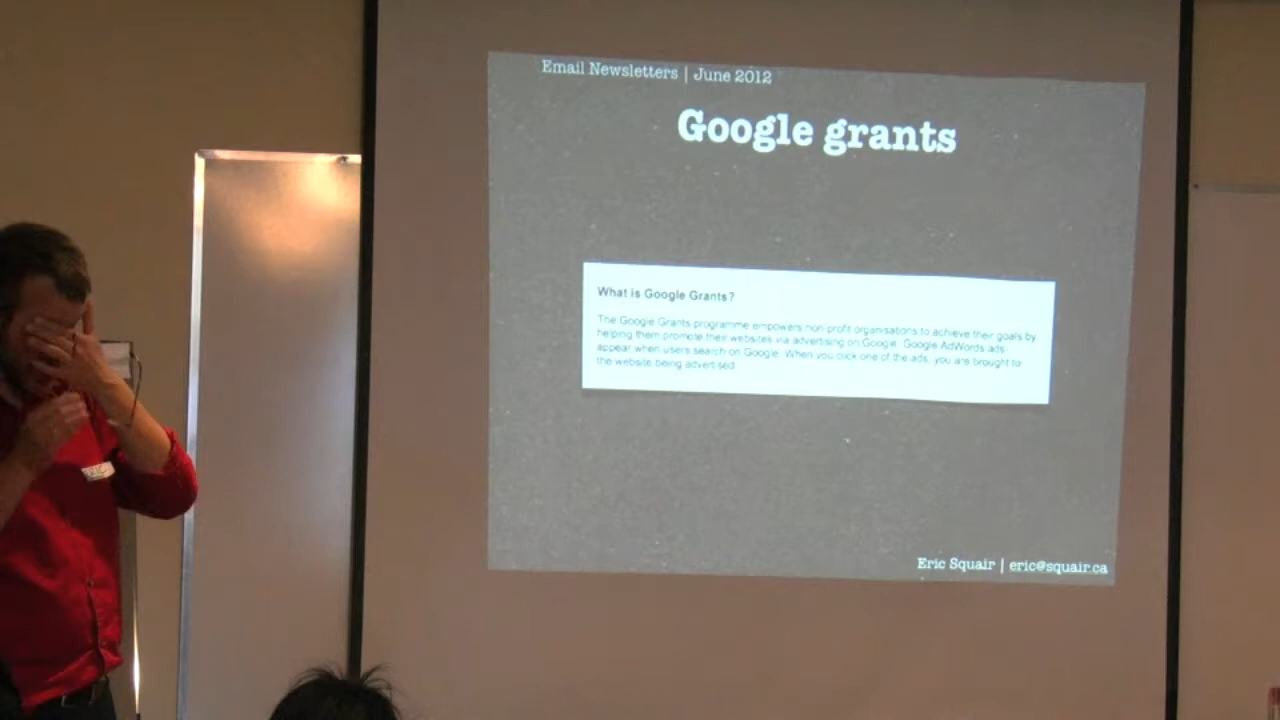 Email Newsletters | June 2012
Google grants
What is Google Grants?
The Google Grants programme empowers non-profit organisations to achieve their goals by
helping them promote their websites via advertising on Google. Google AdWords ads
appear when users search on Google. When you click one of the ads, you are brought to
the website being advertised.
Eric Squair | eric@squair.ca